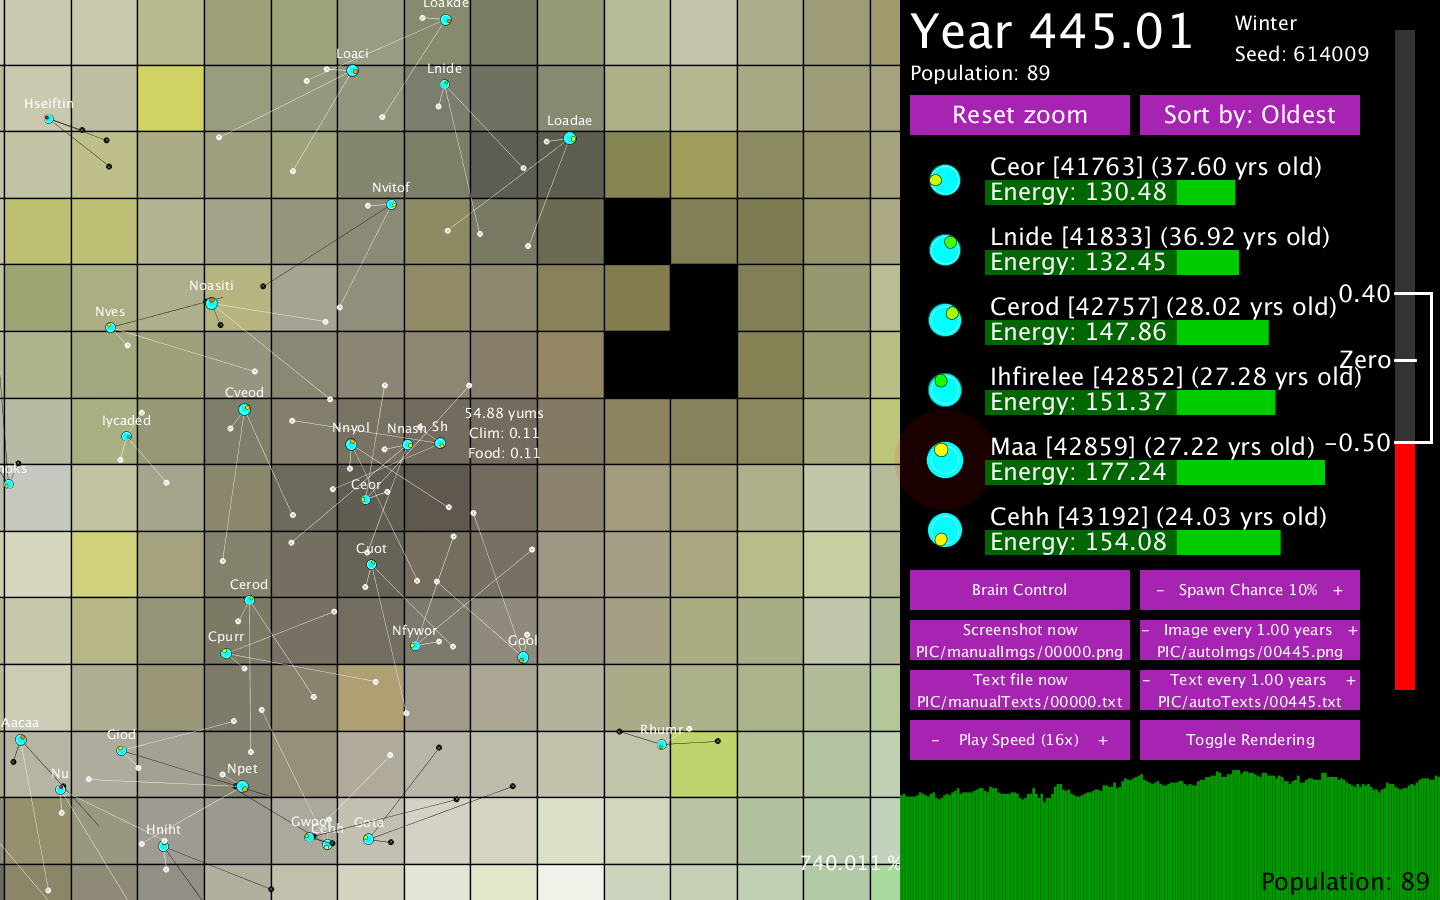 Loakde
Loaci
Lnide
Hseiftin
Loadae
Nvitof
Noasiti
Nves
Cveod
Iycaded
54.88 yums
Nnyol
Nnash
Sh
Clim: 0.11
Food: 0.11
Ceor
Cuot
Cerod
Cpurr
Nfywor
Gool
Aacaa
Giod
Rhumr
Nu
Npet
Gwoo
Cehh
Gota
Hniht
740.011 %
Year 445.01
Winter
Seed: 614009
Population: 89
Reset zoom
Sort by: Oldest
Ceor [41763] (37.60 yrs old)
Energy: 130.48
Lnide [41833] (36.92 yrs old)
Energy: 132.45
Cerod [42757] (28.02 yrs old)
Energy: 147.86
Ihfirelee [42852] (27.28 yrs old)
Energy: 151.37
Maa [42859] (27.22 yrs old)
Energy: 177.24
Cehh [43192] (24.03 yrs old)
Energy: 154.08
0.40
Zero
-0.50
Brain Control
- Spawn Chance 10% +
Screenshot now
PIC/manualImgs/00000.png
- Image every 1.00 years +
PIC/autoImgs/00445.png
Text file now
PIC/manualTexts/00000.txt
- Text every 1.00 years +
PIC/autoTexts/00445.txt
- Play Speed (16x) +
Toggle Rendering
Population: 89